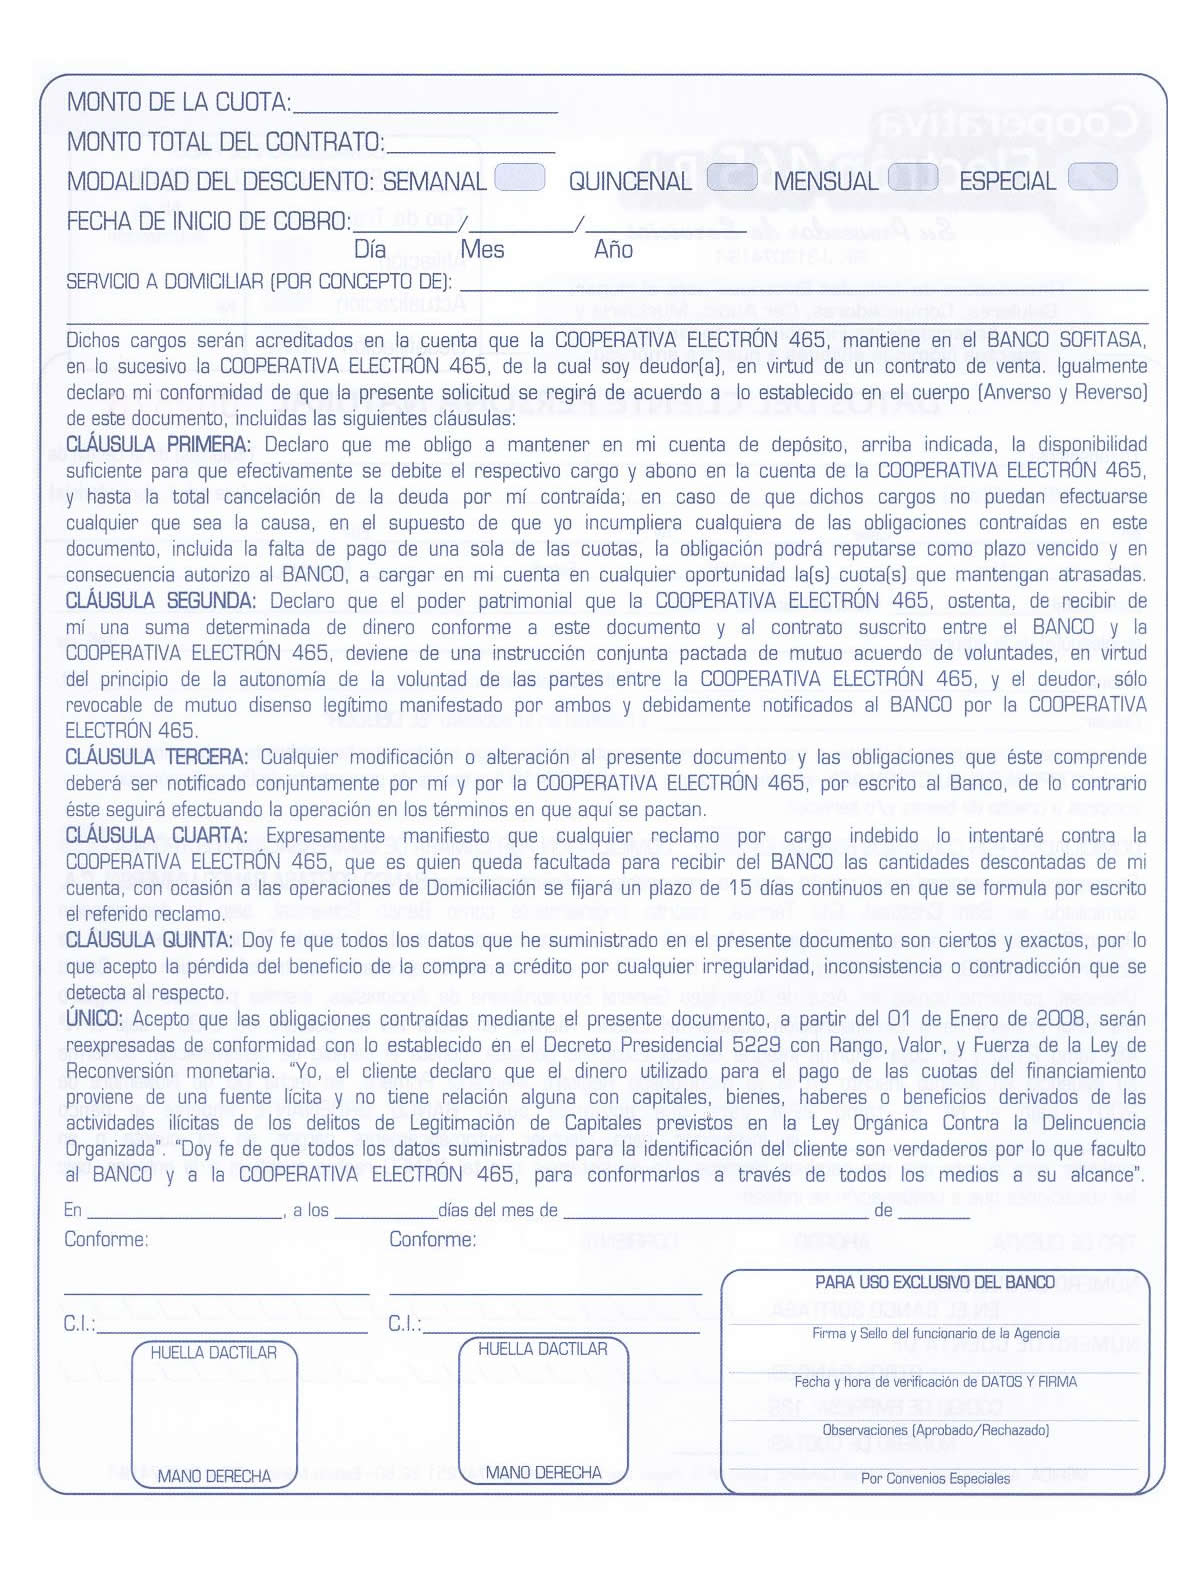 MONTO DE LA CUOTA:
MONTO TOTAL DEL CONTRATO:
MODALIDAD DEL DESCUENTO: SEMANAL QUINCENAL MENSUAL ESPECIAL
FECHA DE INICIO DE COBRO: / /
Día Mes Año
SERVICIO A DOMICILIAR (POR CONCEPTO DE):
Dichos cargos serán acreditados en la cuenta que la COOPERATIVA ELECTRÓN 465, mantiene en el BANCO SOFITASA,
en lo sucesivo la COOPERATIVA ELECTRÓN 465, de la cual soy deudor(a), en virtud de un contrato de venta. Igualmente
declaro mi conformidad de que la presente solicitud se regirá de acuerdo a lo establecido en el cuerpo (Anverso y Reverso)
de este documento, incluidas las siguientes cláusulas:
CLÁUSULA PRIMERA: Declaro que me obligo a mantener en mi cuenta de depósito, arriba indicada, la disponibilidad
suficiente para que efectivamente se debite el respectivo cargo y abono en la cuenta de la COOPERATIVA ELECTRÓN 465,
y hasta la total cancelación de la deuda por mí contraída; en caso de que dichos cargos no puedan efectuarse
cualquier que sea la causa, en el supuesto de que yo incumpliera cualquiera de las obligaciones contraídas en este
documento, incluida la falta de pago de una sola de las cuotas, la obligación podrá reputarse como plazo vencido y en
consecuencia autorizo al BANCO, a cargar en mi cuenta en cualquier oportunidad la(s) cuota(s) que mantengan atrasadas.
CLÁUSULA SEGUNDA: Declaro que el poder patrimonial que la COOPERATIVA ELECTRÓN 465, ostenta, de recibir de
mí una suma determinada de dinero conforme a este documento y al contrato suscrito entre el BANCO y la
COOPERATIVA ELECTRÓN 465, deviene de una instrucción conjunta pactada de mutuo acuerdo de voluntades, en virtud
del principio de la autonomía de la voluntad de las partes entre la COOPERATIVA ELECTRÓN 465, y el deudor, sólo
revocable de mutuo disenso legítimo manifestado por ambos y debidamente notificados al BANCO por la COOPERATIVA
ELECTRÓN 465.
CLÁUSULA TERCERA: Cualquier modificación o alteración al presente documento y las obligaciones que éste comprende
deberá ser notificado conjuntamente por mí y por la COOPERATIVA ELECTRÓN 465, por escrito al Banco, de lo contrario
éste seguirá efectuando la operación en los términos en que aquí se pactan.
CLÁUSULA CUARTA: Expresamente manifiesto que cualquier reclamo por cargo indebido lo intentaré contra la
COOPERATIVA ELECTRÓN 465, que es quien queda facultada para recibir del BANCO las cantidades descontadas de mi
cuenta, con ocasión a las operaciones de Domiciliación se fijará un plazo de 15 días continuos en que se formula por escrito
el referido reclamo.
CLÁUSULA QUINTA: Doy fe que todos los datos que he suministrado en el presente documento son ciertos y exactos, por lo
que acepto la pérdida del beneficio de la compra a crédito por cualquier irregularidad, inconsistencia o contradicción que se
detecta al respecto.
ÚNICO: Acepto que las obligaciones contraídas mediante el presente documento, a partir del 01 de Enero de 2008, serán
reexpresadas de conformidad con lo establecido en el Decreto Presidencial 5229 con Rango, Valor, y Fuerza de la Ley de
Reconversión monetaria. “Yo, el cliente declaro que el dinero utilizado para el pago de las cuotas del financiamiento
proviene de una fuente lícita y no tiene relación alguna con capitales, bienes, haberes o beneficios derivados de las
actividades ilícitas de los delitos de Legitimación de Capitales previstos en la Ley Orgánica Contra la Delincuencia
Organizada”. “Doy fe de que todos los datos suministrados para la identificación del cliente son verdaderos por lo que faculto
al BANCO y a la COOPERATIVA ELECTRÓN 465, para conformarlos a través de todos los medios a su alcance”.
En , a los días del mes de de
Conforme: Conforme:
C.I.: C.I.:
HUELLA DACTILAR HUELLA DACTILAR
MANO DERECHA MANO DERECHA
PARA USO EXCLUSIVO DEL BANCO
Firma y Sello del funcionario de la Agencia
Fecha y hora de verificación de DATOS Y FIRMA
Observaciones (Aprobado/Rechazado)
Por Convenios Especiales